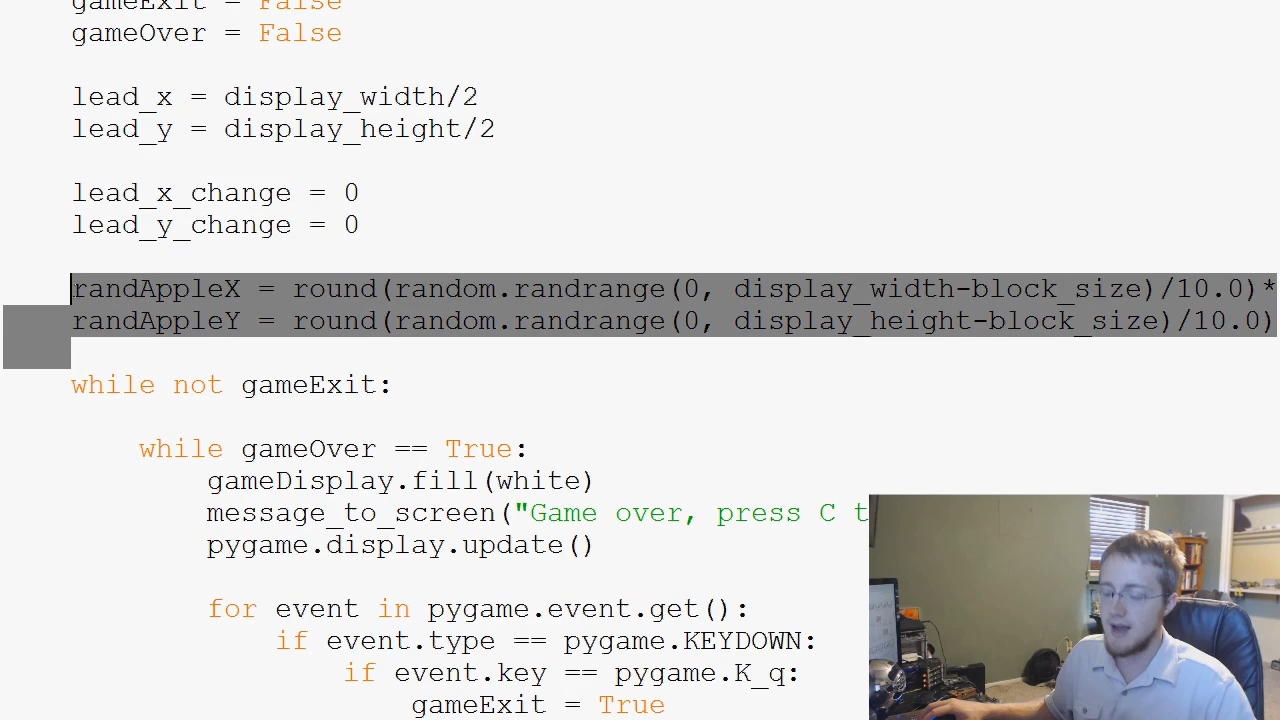 gameExit = False
gameOver = False
lead_x = display_width/2
lead_y = display_height/2
lead_x_change = 0
lead_y_change = 0
randAppleX = round(random.randrange(0, display_width-block_size)/10.0)*
randAppleY = round(random.randrange(0, display_height-block_size)/10.0)
while not gameExit:
while gameOver == True:
gameDisplay.fill(white)
message_to_screen("Game over, press C t
pygame.display.update()
for event in pygame.event.get():
if event.type == pygame.KEYDOWN:
if event.key == pygame.K_q:
gameExit = True